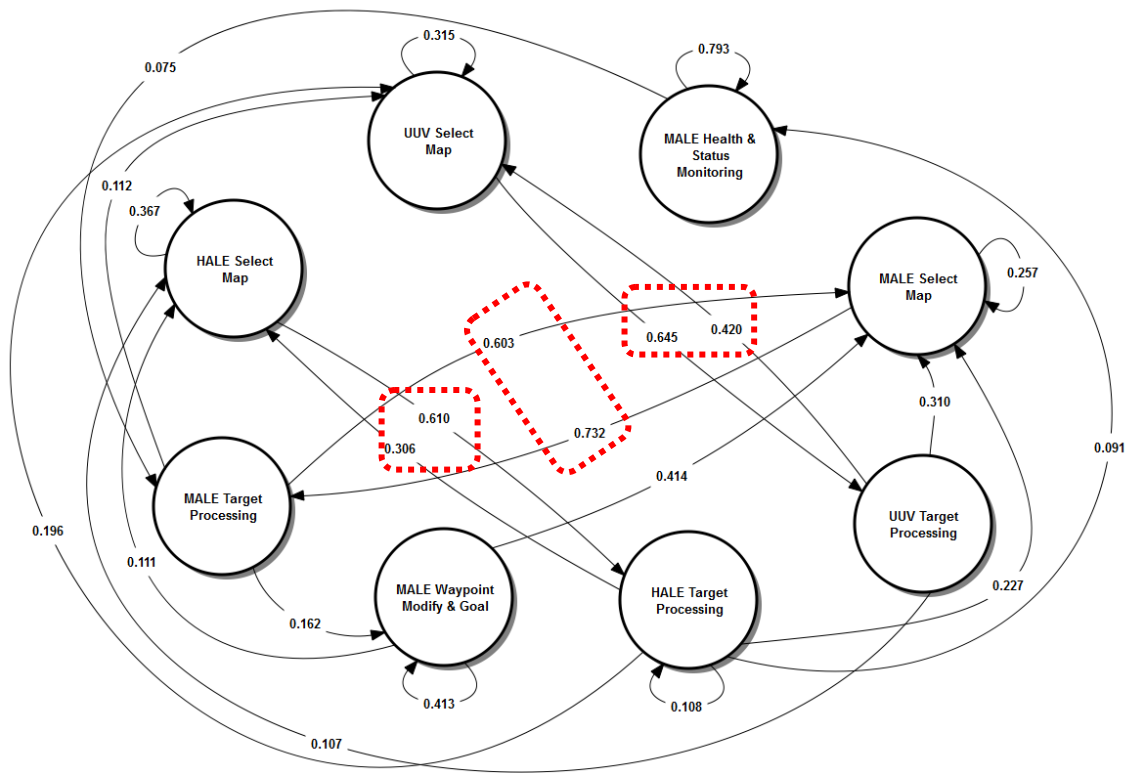 0.315
0.793
0.075
UUV Select
Map
MALE Health &
Status
Monitoring
0.112
0.367
HALE Select
Map
MALE Select
Map
0.257
0.603
0.645
0.420
0.610
0.306
0.732
0.310
0.091
0.414
MALE Target
Processing
UUV Target
Processing
0.196
0.111
MALE Waypoint
Modify & Goal
HALE Target
Processing
0.227
0.162
0.413
0.108
0.107